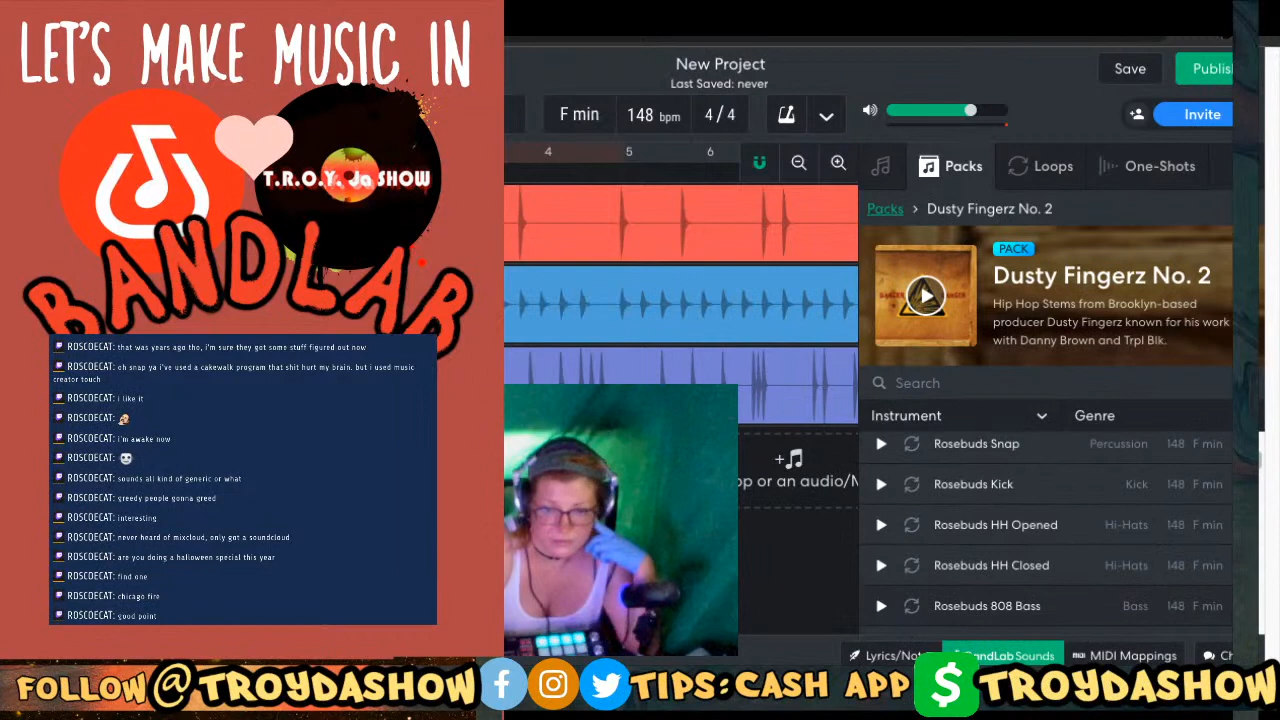 LET'S MAKE MUSIC IN
T.R.O.Y. Da SHOW
BANDLAB
ROSCOECAT: that was years ago tho, i'm sure they got some stuff figured out now
ROSCOECAT: oh snap ya i've used a cakewalk program that shit hurt my brain. but i used music
creator touch
ROSCOECAT: i like it
ROSCOECAT:
ROSCOECAT: i'm awake now
ROSCOECAT:
ROSCOECAT: sounds all kind of generic or what
ROSCOECAT: greedy people gonna greed
ROSCOECAT: interesting
ROSCOECAT: never heard of mixcloud, only got a soundcloud
ROSCOECAT: are you doing a halloween special this year
ROSCOECAT: find one
ROSCOECAT: chicago fire
ROSCOECAT: good point
New Project
Last Saved: never
Save
Publis
F min
148 bpm
4 / 4
Invite
4 5 6
Packs
Loops
One-Shots
Packs > Dusty Fingerz No. 2
PACK
Dusty Fingerz No. 2
Hip Hop Stems from Brooklyn-based
producer Dusty Fingerz known for his work
with Danny Brown and Trpl Blk.
Search
Instrument Genre
Rosebuds Snap Percussion 148 F min
Rosebuds Kick Kick 148 F min
Rosebuds HH Opened Hi-Hats 148 F min
Rosebuds HH Closed Hi-Hats 148 F min
Rosebuds 808 Bass Bass 148 F min
op or an audio/M
Lyrics/Not
BandLab Sounds
MIDI Mappings
Ch
FOLLOW @TROYDASHOW
TIPS: CASH APP
$
TROYDASHOW